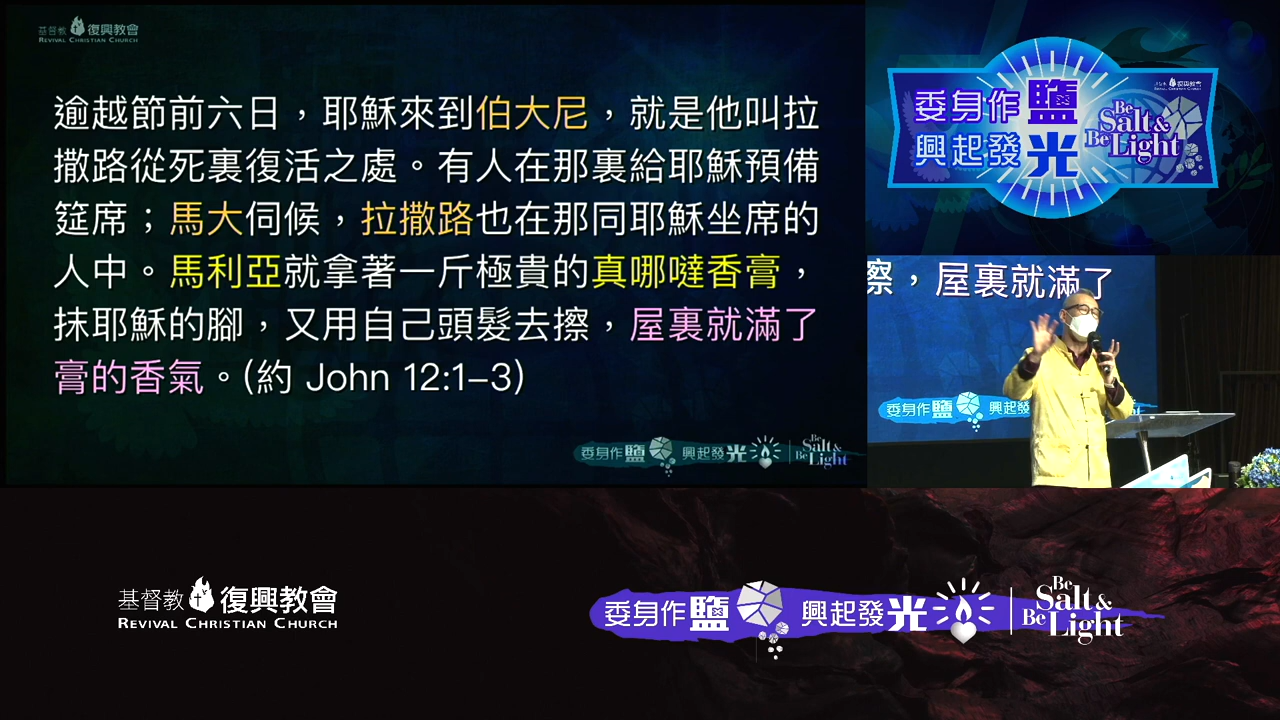 基督教 復興教會
REVIVAL CHRISTIAN CHURCH
逾越節前六日，耶穌來到伯大尼，就是他叫拉
撒路從死裏復活之處。有人在那裏給耶穌預備
筵席；馬大伺候，拉撒路也在那同耶穌坐席的
人中。馬利亞就拿著一斤極貴的真哪噠香膏，
抹耶穌的腳，又用自己頭髮去擦，屋裏就滿了
膏的香氣。(約 John 12:1–3)
委身作鹽 興起發光 Be Salt & Be Light
委身作鹽
興起發光
Be Salt & Be Light
復興教會
擦，屋裏就滿了
委身作鹽 興起發
基督教 復興教會
REVIVAL CHRISTIAN CHURCH
委身作鹽 興起發光 Be Salt & Be Light